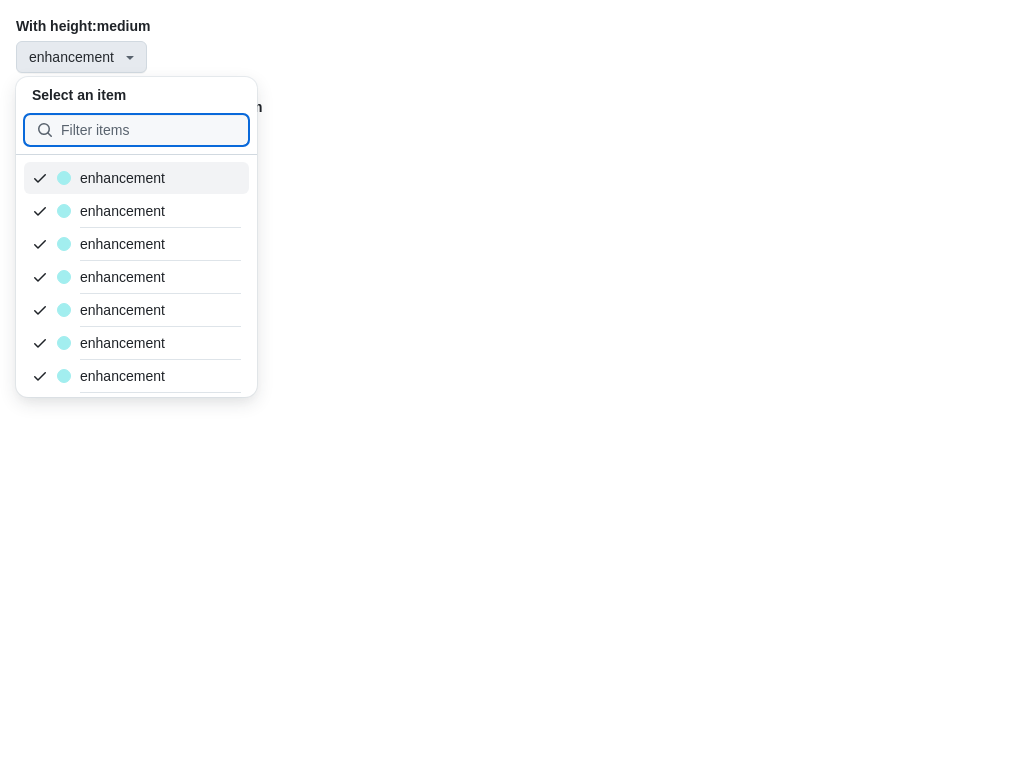 With height:medium
enhancement
Select an item
Filter items
enhancement
enhancement
enhancement
enhancement
enhancement
enhancement
enhancement